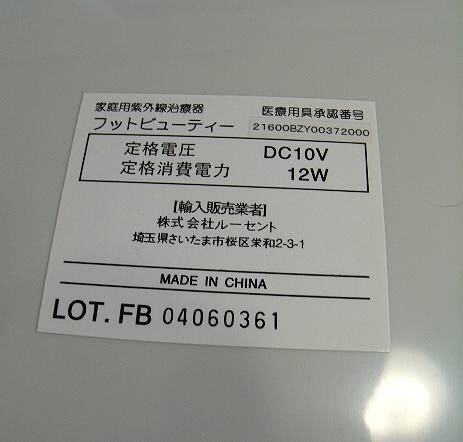 家庭用紫外線治療器 医療用具承認番号
フットビューティー 21600BZY00372000
定格電圧 DC10V
定格消費電力 12W
【輸入販売業者】
株式会社ルーセント
埼玉県さいたま市桜区栄和2-3-1
MADE IN CHINA
LOT. FB 04060361